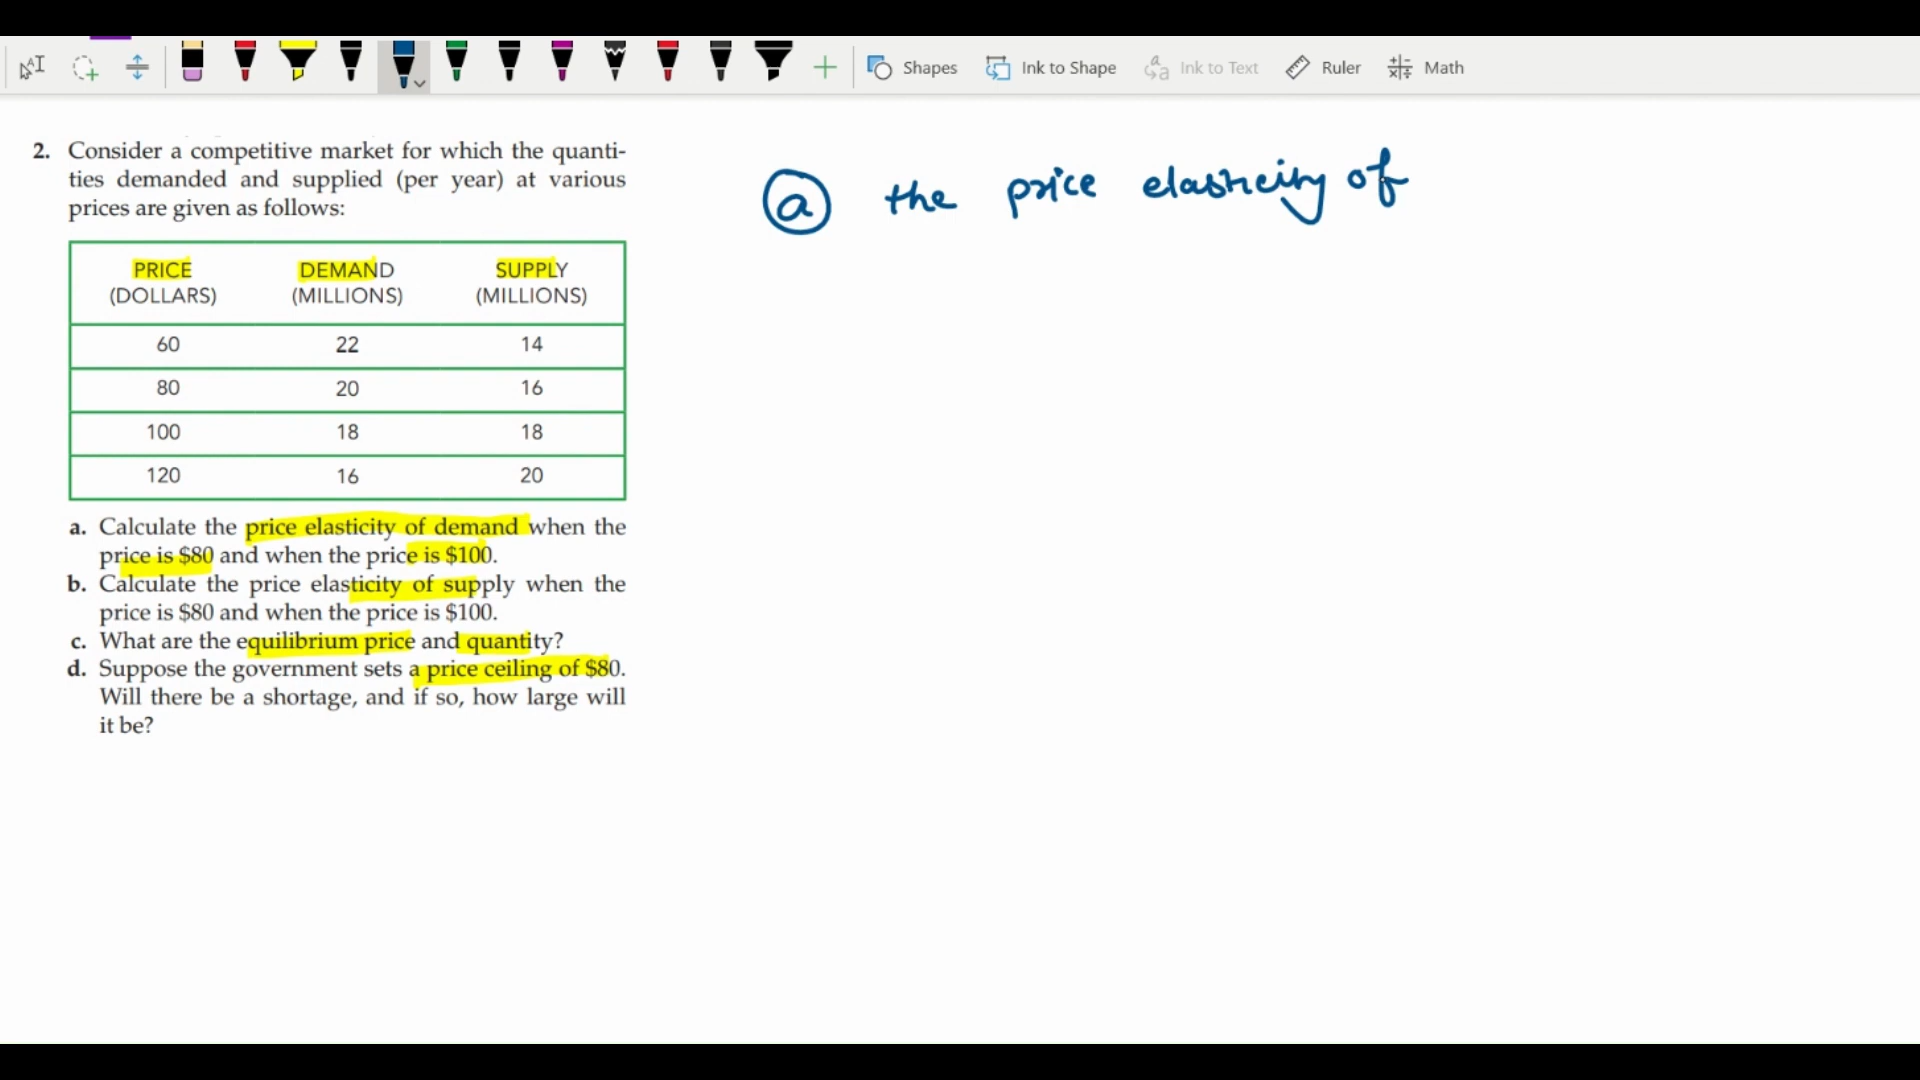 Shapes Ink to Shape Ink to Text Ruler Math
2. Consider a competitive market for which the quanti-
ties demanded and supplied (per year) at various
prices are given as follows:
PRICE DEMAND SUPPLY
(DOLLARS) (MILLIONS) (MILLIONS)
60 22 14
80 20 16
100 18 18
120 16 20
a. Calculate the price elasticity of demand when the
price is $80 and when the price is $100.
b. Calculate the price elasticity of supply when the
price is $80 and when the price is $100.
c. What are the equilibrium price and quantity?
d. Suppose the government sets a price ceiling of $80.
Will there be a shortage, and if so, how large will
it be?
a the price elasticity of